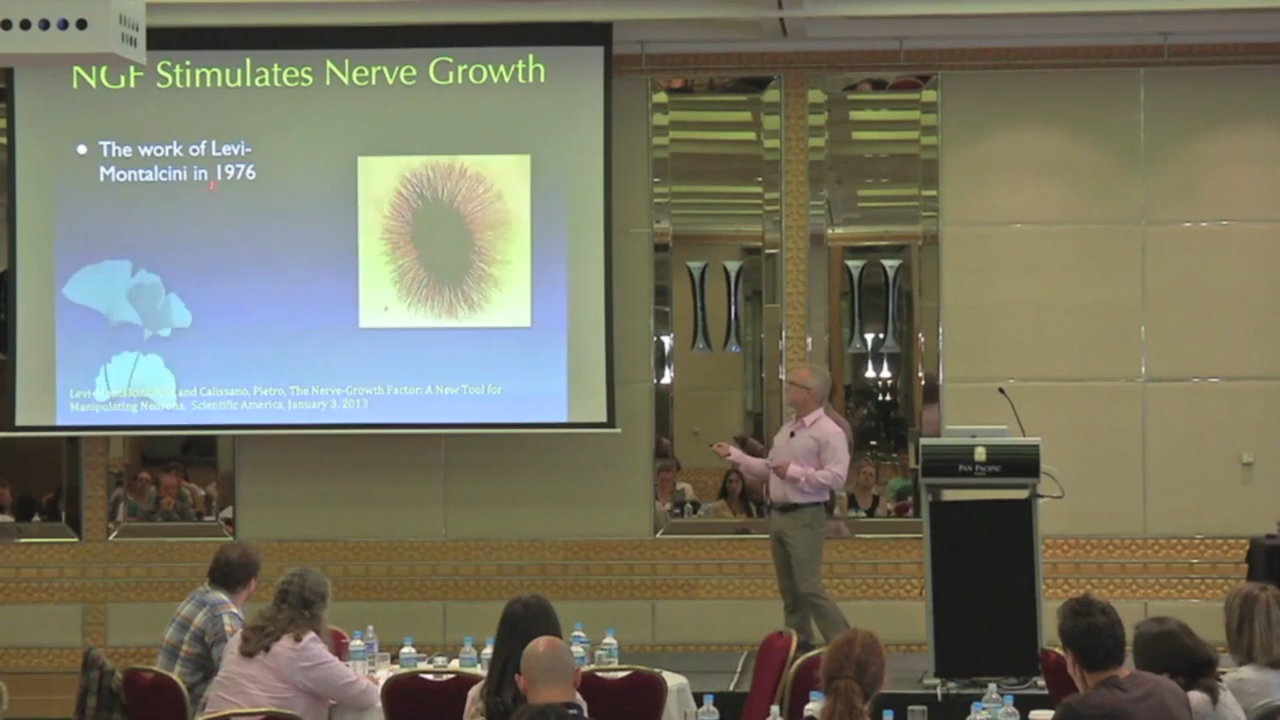 NGF Stimulates Nerve Growth
• The work of Levi-
Montalcini in 1976
and Calissano, Pietro, The Nerve-Growth Factor: A New Tool for
Manipulating Neurons. Scientific America, January 3, 2013
PAN PACIFIC